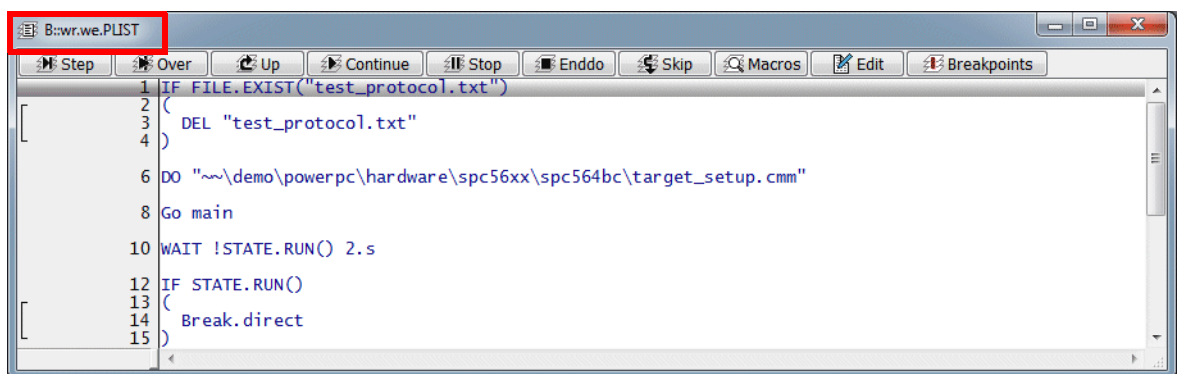 B::wr.we.PLIST
Step Over Up Continue Stop Enddo Skip Macros Edit Breakpoints
1 IF FILE.EXIST("test_protocol.txt")
2 (
3 DEL "test_protocol.txt"
4 )
6 DO "~~\demo\powerpc\hardware\spc56xx\spc564bc\target_setup.cmm"
8 Go main
10 WAIT !STATE.RUN() 2.s
12 IF STATE.RUN()
13 (
14 Break.direct
15 )